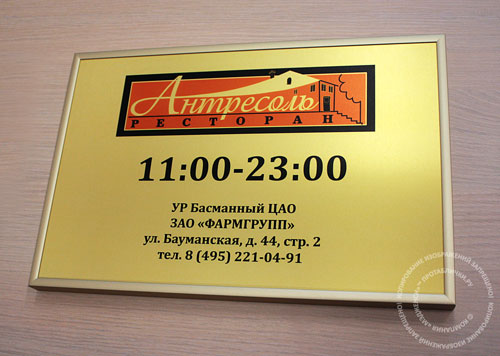 Антресоль
РЕСТОРАН
11:00-23:00
УР Басманный ЦАО
ЗАО «ФАРМГРУПП»
ул. Бауманская, д. 44, стр. 2
тел. 8 (495) 221-04-91